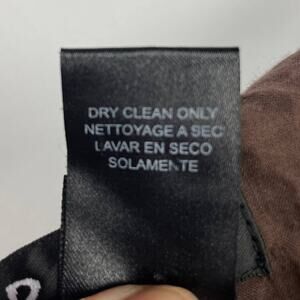 DRY CLEAN ONLY
NETTOYAGE A SEC
LAVAR EN SECO
SOLAMENTE